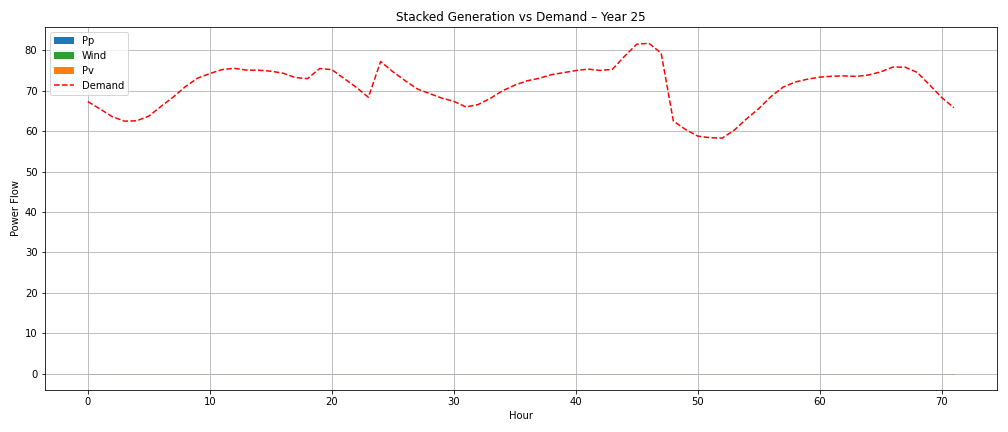 Stacked Generation vs Demand – Year 25
Pp
Wind
Pv
Demand
Power Flow
80
70
60
50
40
30
20
10
0
0 10 20 30 40 50 60 70
Hour